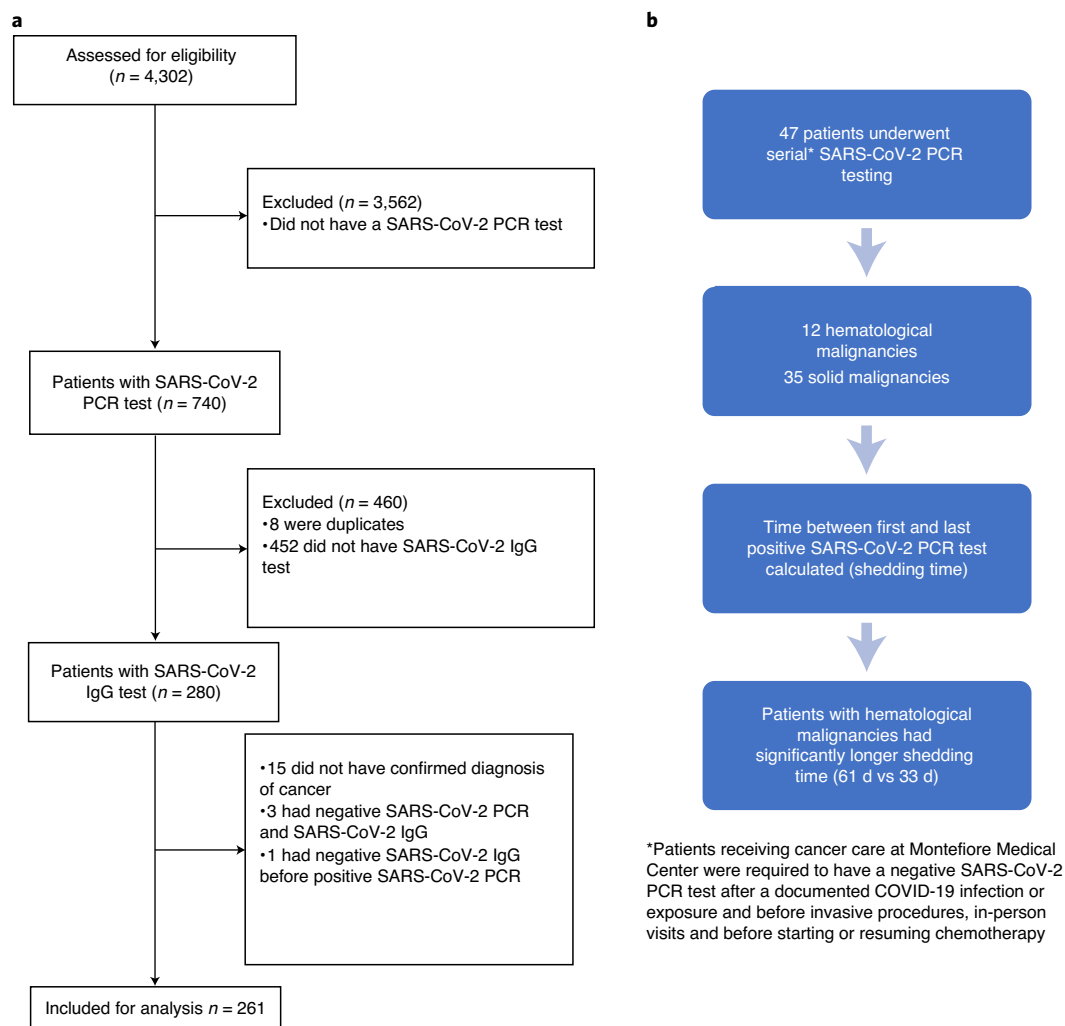 a
Assessed for eligibility
(n = 4,302)
Excluded (n = 3,562)
•Did not have a SARS-CoV-2 PCR test
Patients with SARS-CoV-2
PCR test (n = 740)
Excluded (n = 460)
•8 were duplicates
•452 did not have SARS-CoV-2 IgG
test
Patients with SARS-CoV-2
IgG test (n = 280)
•15 did not have confirmed diagnosis
of cancer
•3 had negative SARS-CoV-2 PCR
and SARS-CoV-2 IgG
•1 had negative SARS-CoV-2 IgG
before positive SARS-CoV-2 PCR
Included for analysis n = 261
b
47 patients underwent
serial* SARS-CoV-2 PCR
testing
12 hematological
malignancies
35 solid malignancies
Time between first and last
positive SARS-CoV-2 PCR test
calculated (shedding time)
Patients with hematological
malignancies had
significantly longer shedding
time (61 d vs 33 d)
*Patients receiving cancer care at Montefiore Medical
Center were required to have a negative SARS-CoV-2
PCR test after a documented COVID-19 infection or
exposure and before invasive procedures, in-person
visits and before starting or resuming chemotherapy